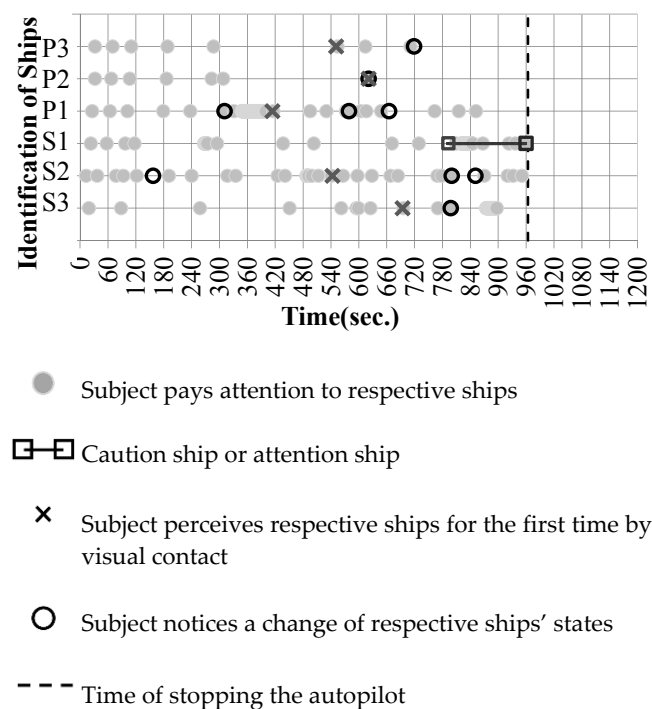 Identification of Ships
P3
P2
P1
S1
S2
S3
6 60 120 180 240 300 360 420 480 540 600 660 720 780 840 900 960 1020 1080 1140 1200
Time(sec.)
Subject pays attention to respective ships
Caution ship or attention ship
Subject perceives respective ships for the first time by
visual contact
Subject notices a change of respective ships’ states
Time of stopping the autopilot